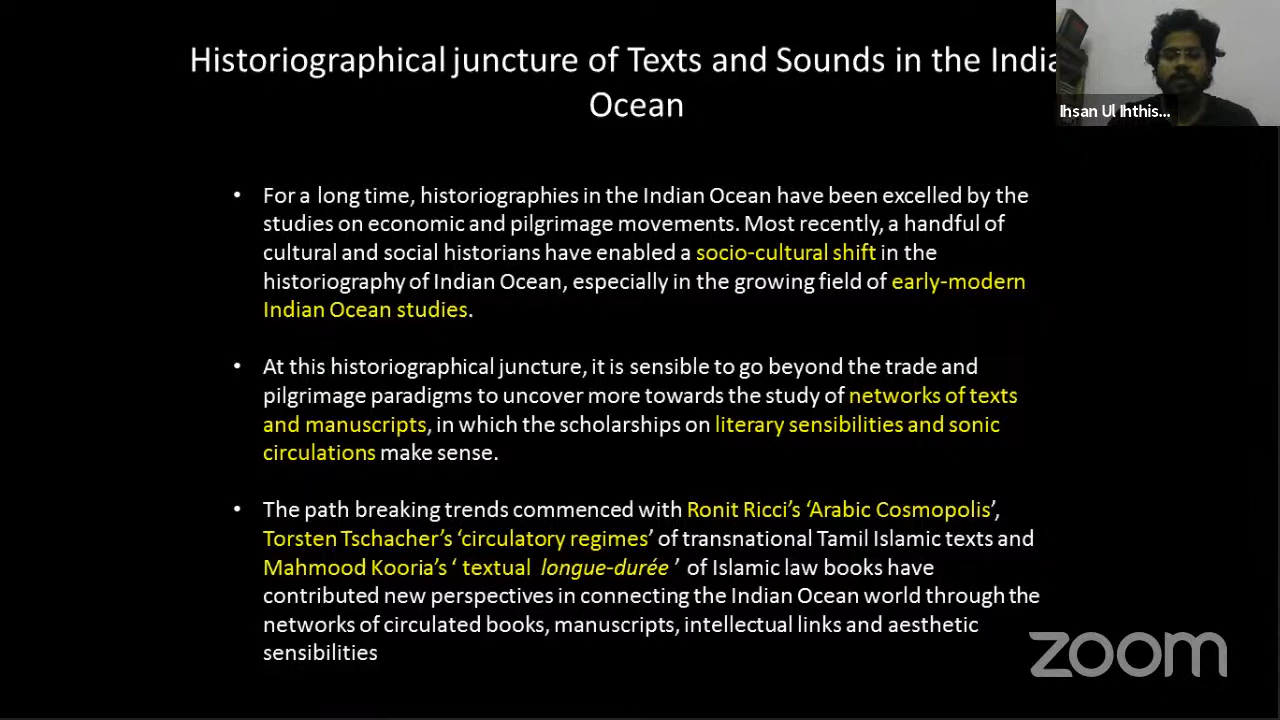 Historiographical juncture of Texts and Sounds in the India
Ocean
Ihsan Ul Ihthis...
• For a long time, historiographies in the Indian Ocean have been excelled by the
studies on economic and pilgrimage movements. Most recently, a handful of
cultural and social historians have enabled a socio-cultural shift in the
historiography of Indian Ocean, especially in the growing field of early-modern
Indian Ocean studies.
• At this historiographical juncture, it is sensible to go beyond the trade and
pilgrimage paradigms to uncover more towards the study of networks of texts
and manuscripts, in which the scholarships on literary sensibilities and sonic
circulations make sense.
• The path breaking trends commenced with Ronit Ricci's 'Arabic Cosmopolis',
Torsten Tschacher's 'circulatory regimes' of transnational Tamil Islamic texts and
Mahmood Kooria's ' textual longue-durée ' of Islamic law books have
contributed new perspectives in connecting the Indian Ocean world through the
networks of circulated books, manuscripts, intellectual links and aesthetic
sensibilities
zoom